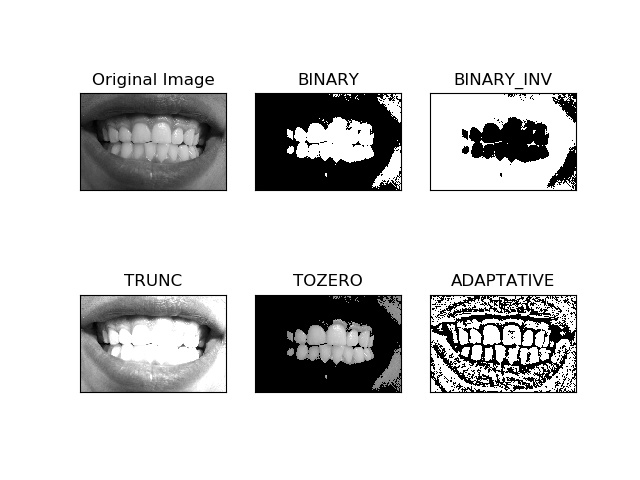 Original Image
BINARY
BINARY_INV
TRUNC
TOZERO
ADAPTATIVE